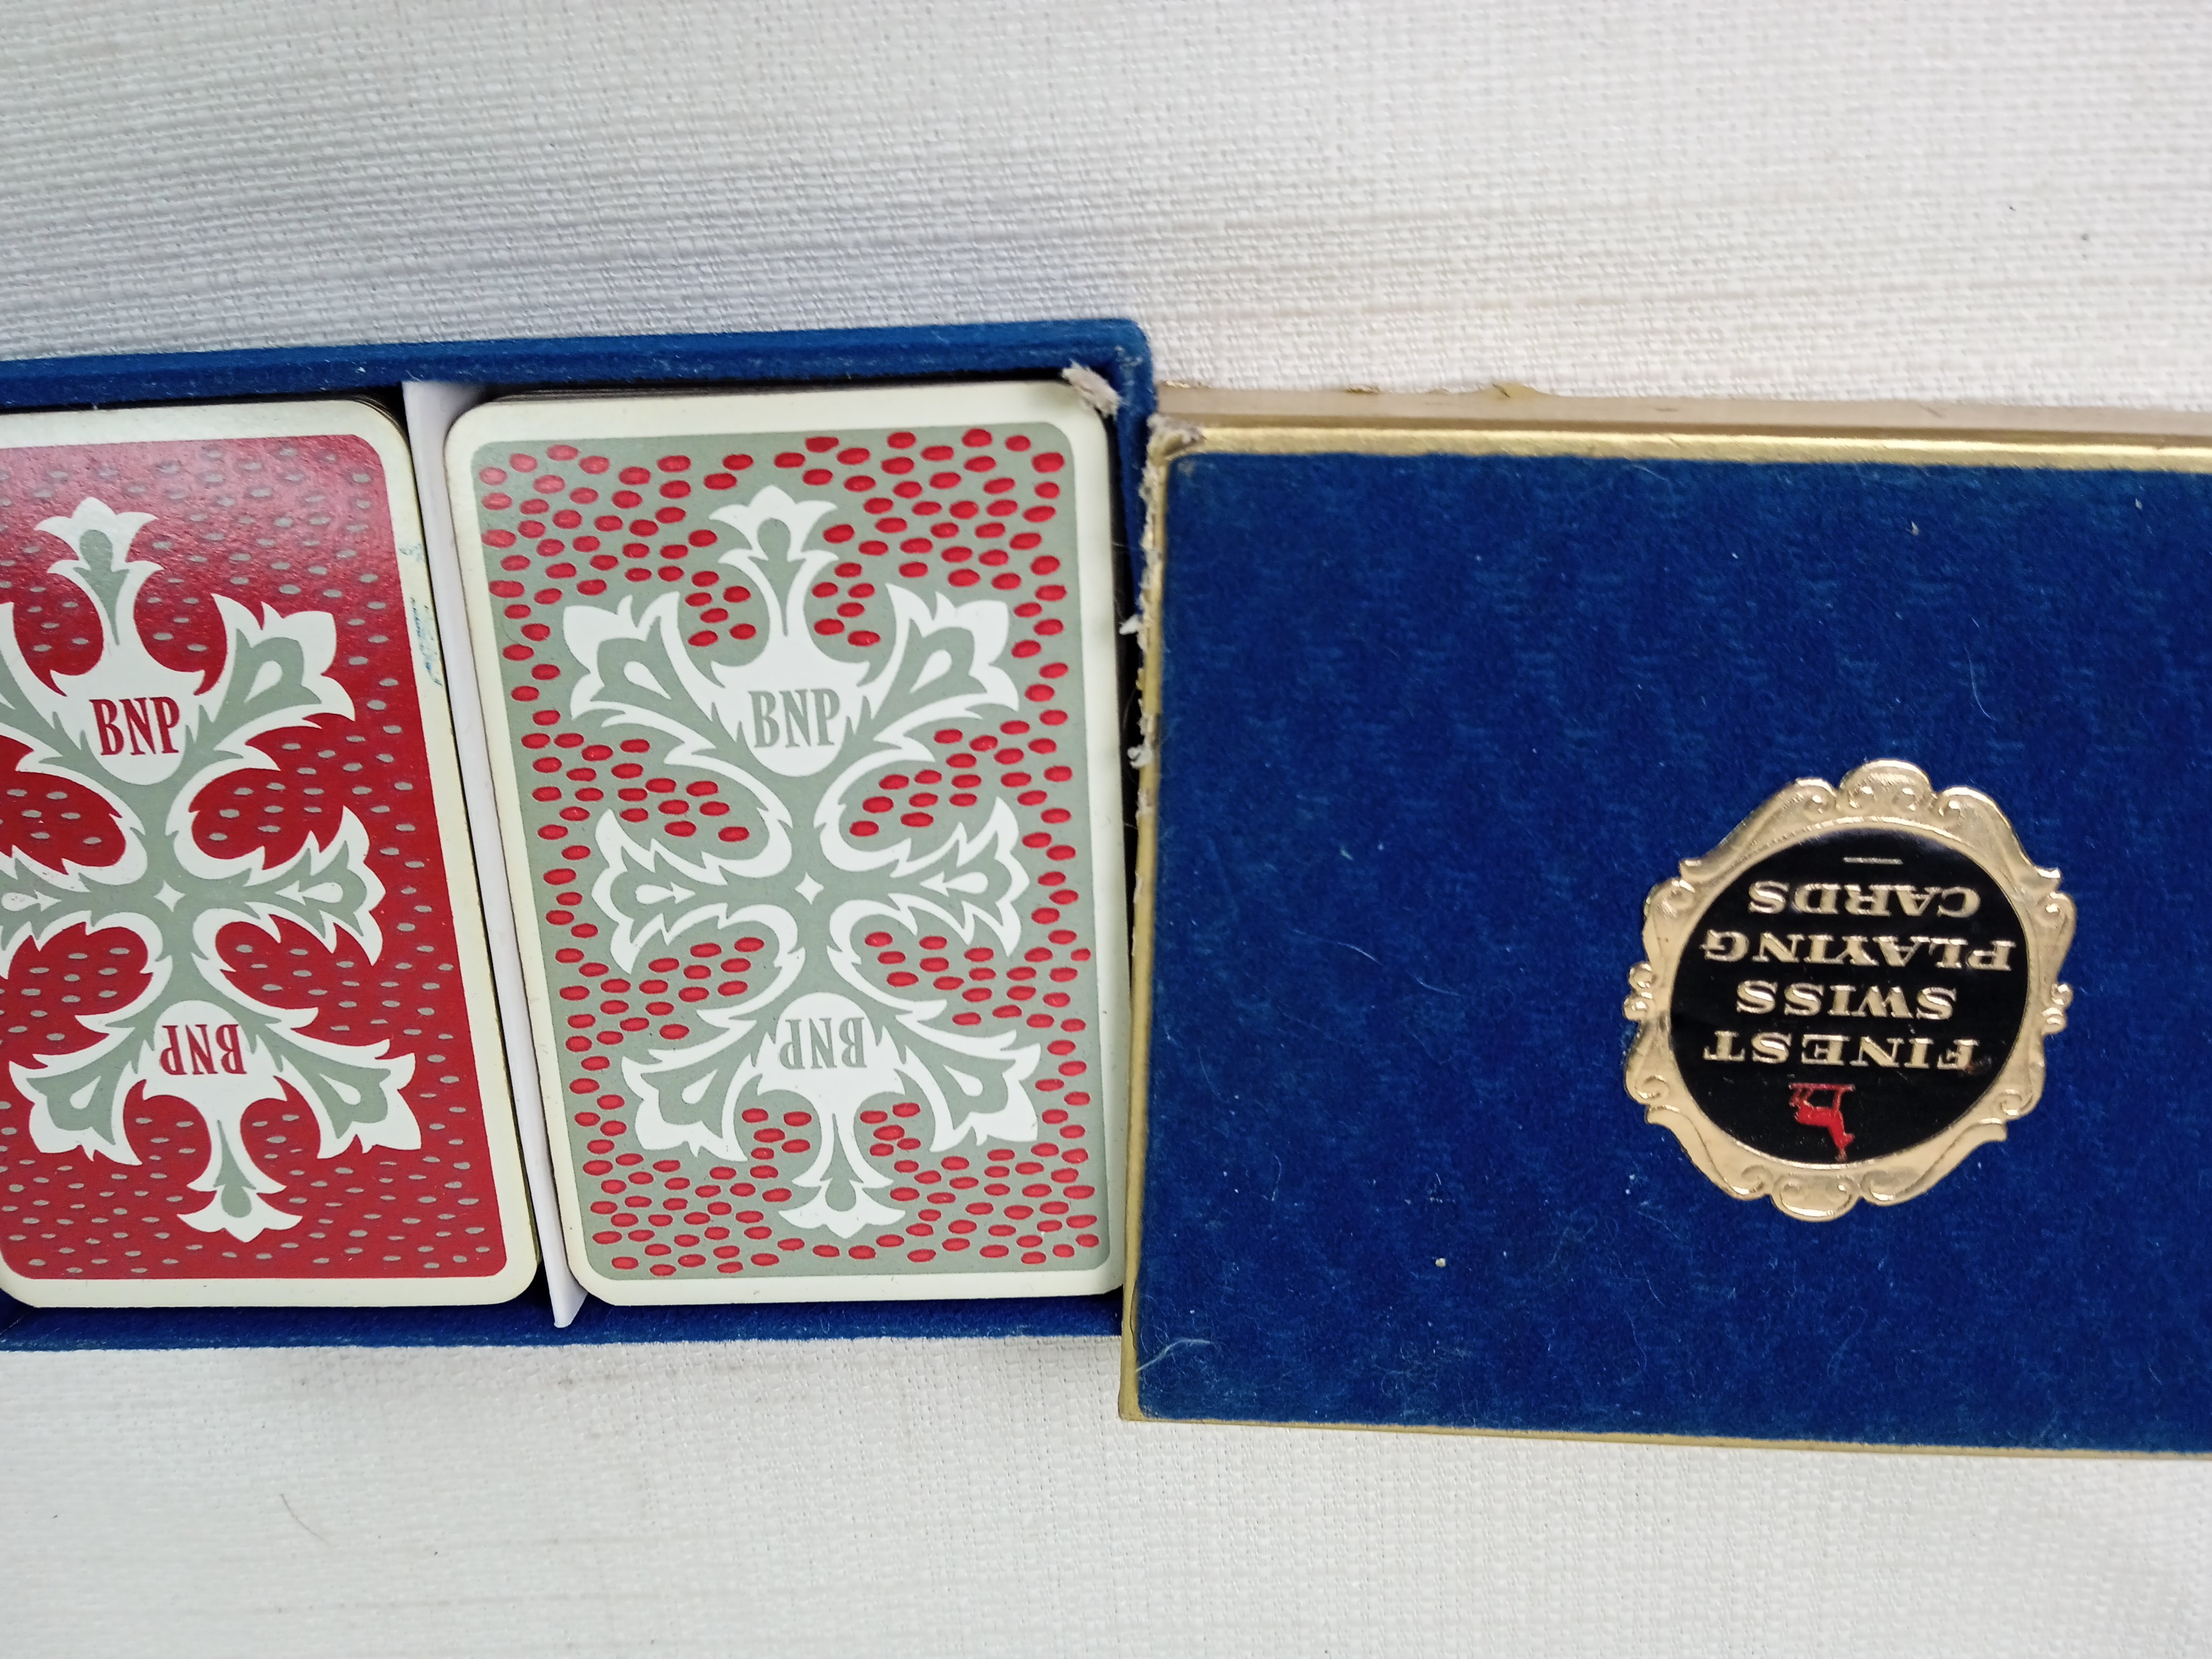 BNP
BNP
BNP
BNP
FINEST
SWISS
PLAYING
CARDS